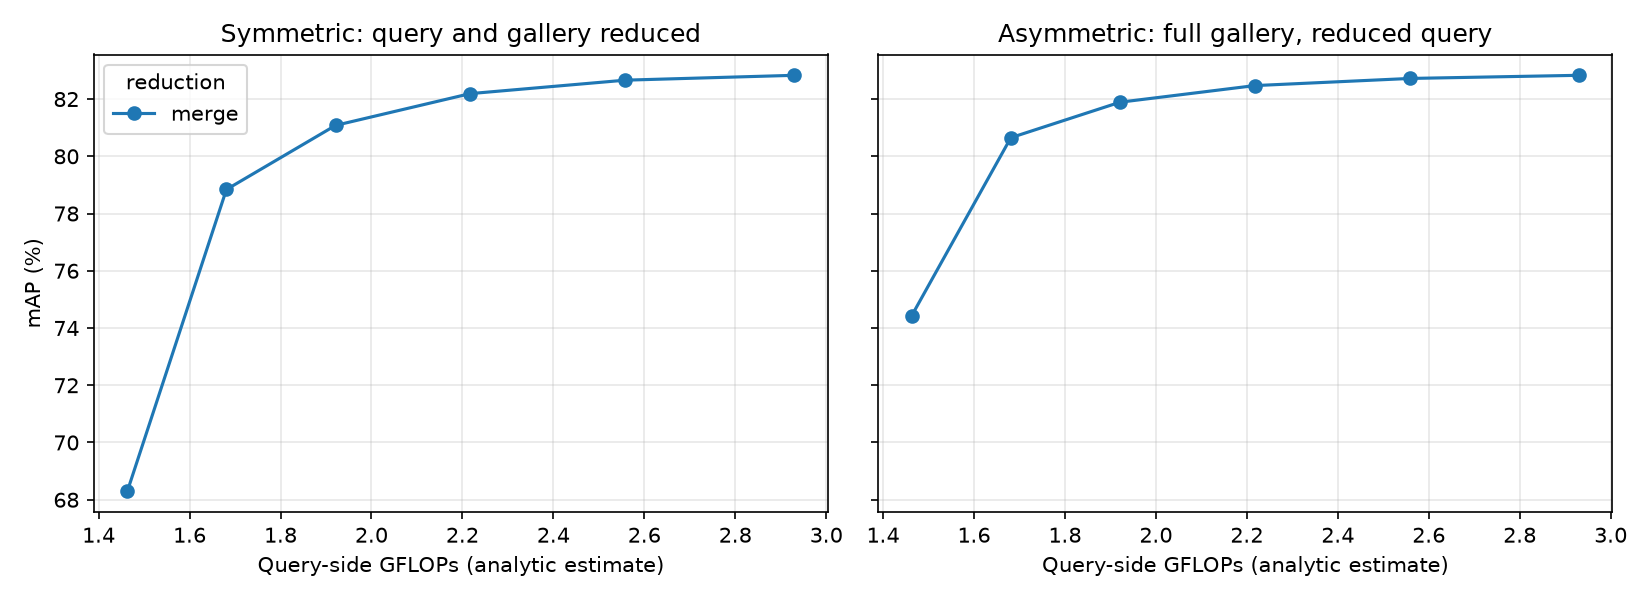 Symmetric: query and gallery reduced
reduction
merge
mAP (%)
82
80
78
76
74
72
70
68
1.4 1.6 1.8 2.0 2.2 2.4 2.6 2.8 3.0
Query-side GFLOPs (analytic estimate)
Asymmetric: full gallery, reduced query
1.4 1.6 1.8 2.0 2.2 2.4 2.6 2.8 3.0
Query-side GFLOPs (analytic estimate)